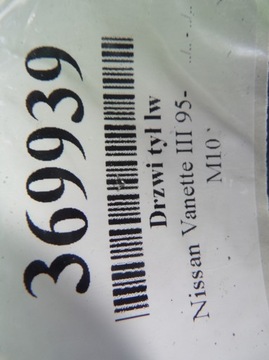 369939
Drzwi tył lw
Nissan Vanette III 95-
M10